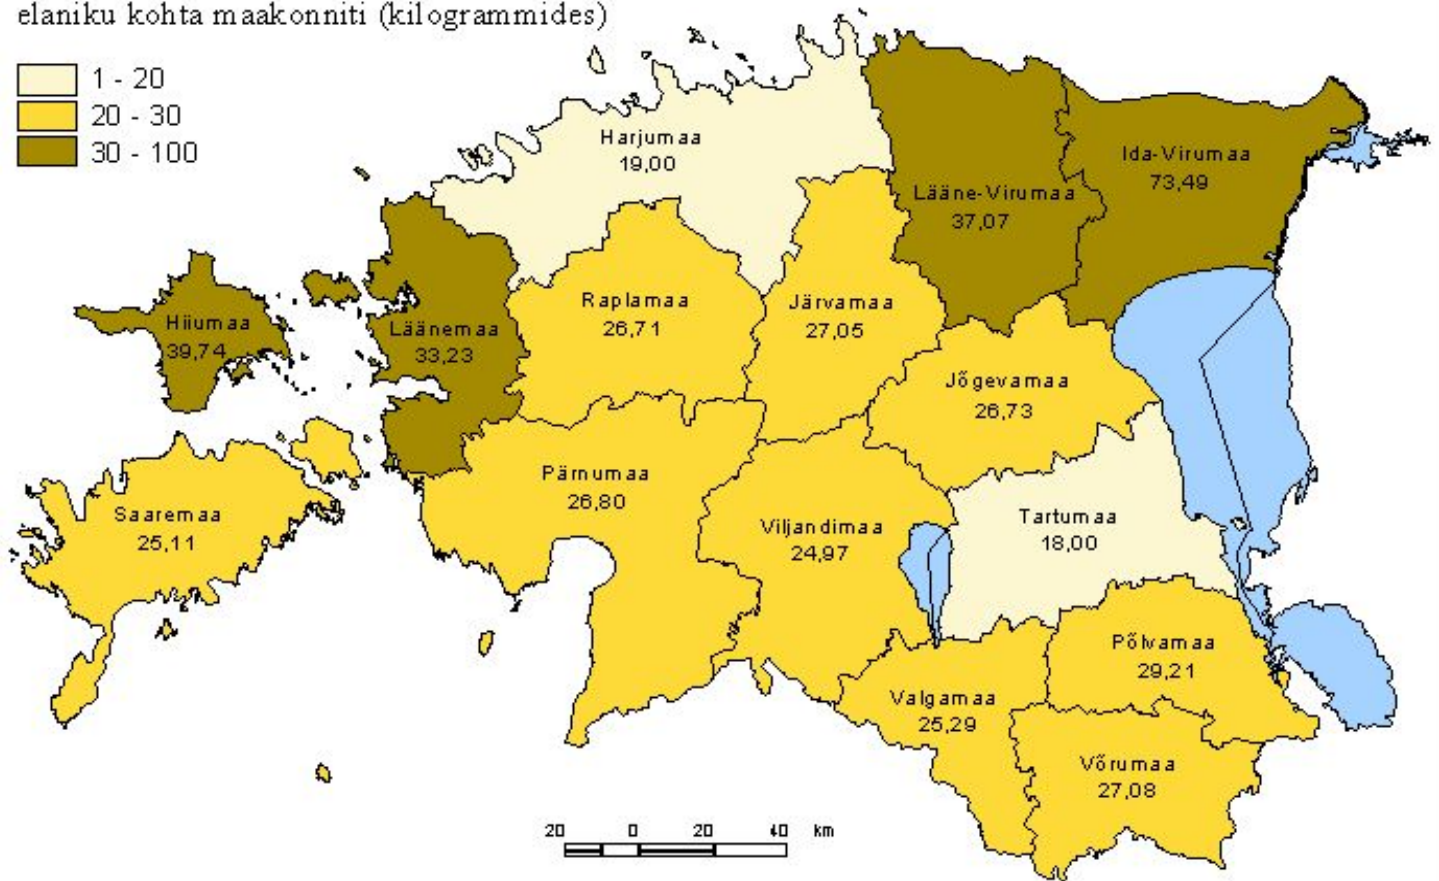 elaniku kohta maakonniti (kilogrammides)
1 - 20
20 - 30
30 - 100
Harjumaa
19,00
Ida-Virumaa
73,49
Lääne-Virumaa
37,07
Hiiumaa
39,74
Läänemaa
33,23
Raplamaa
26,71
Järvamaa
27,05
Jõgevamaa
26,73
Saaremaa
25,11
Pärnumaa
26,80
Viljandimaa
24,97
Tartumaa
18,00
Põlvamaa
29,21
Valgamaa
25,29
Võrumaa
27,08
20 0 20 40 km